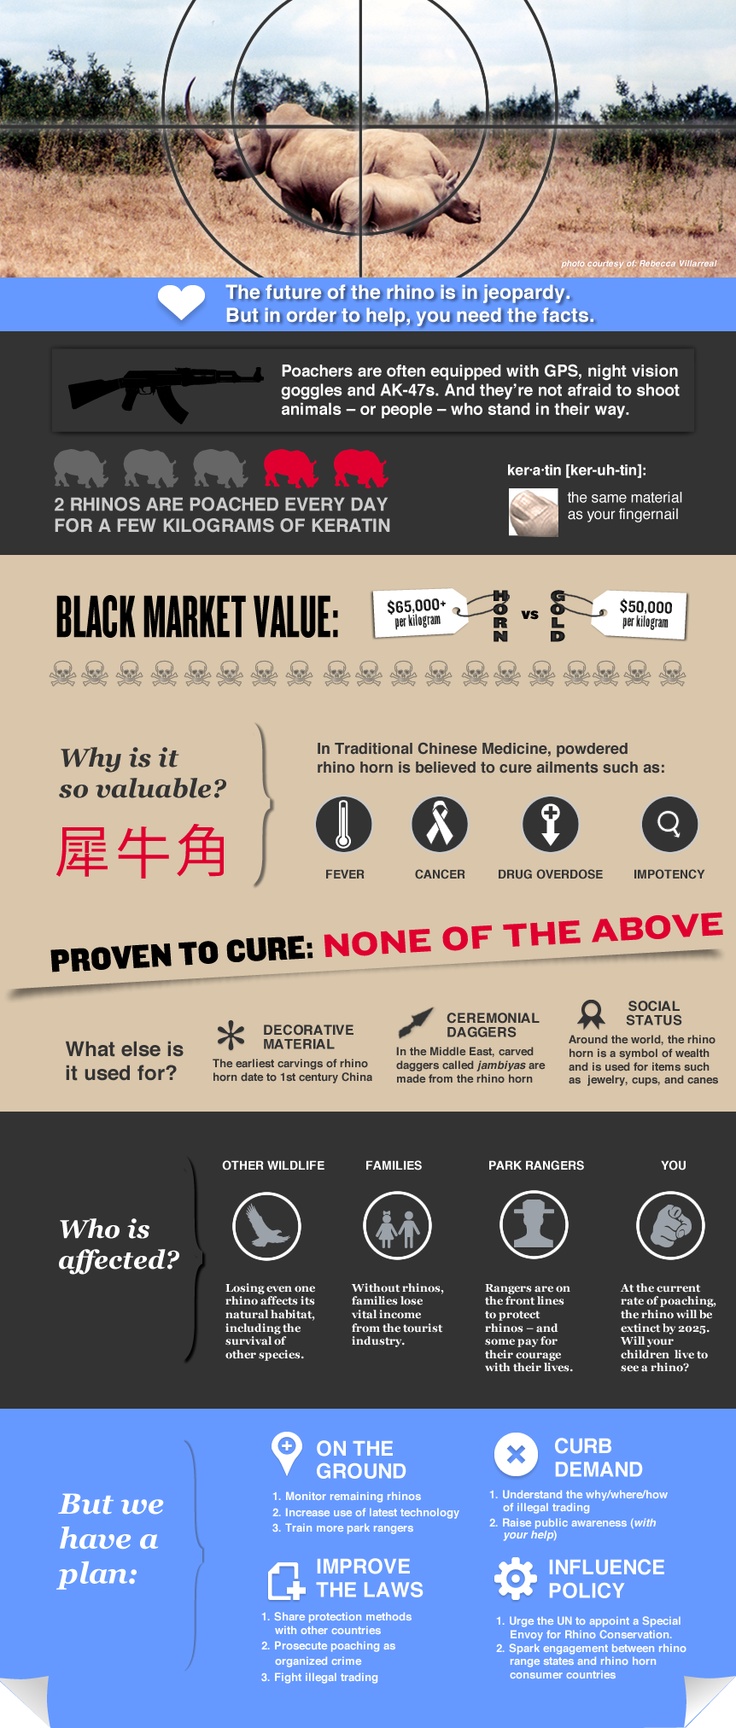 photo courtesy of: Rebecca Villarreal
The future of the rhino is in jeopardy.
But in order to help, you need the facts.
Poachers are often equipped with GPS, night vision
goggles and AK-47s. And they're not afraid to shoot
animals – or people – who stand in their way.
2 RHINOS ARE POACHED EVERY DAY
FOR A FEW KILOGRAMS OF KERATIN
ker·a·tin [ker-uh-tin]:
the same material
as your fingernail
BLACK MARKET VALUE:
$65,000+
per kilogram
HORN
vs
GOLD
$50,000
per kilogram
Why is it
so valuable?
犀牛角
In Traditional Chinese Medicine, powdered
rhino horn is believed to cure ailments such as:
FEVER
CANCER
DRUG OVERDOSE
IMPOTENCY
PROVEN TO CURE: NONE OF THE ABOVE
What else is
it used for?
DECORATIVE
MATERIAL
The earliest carvings of rhino
horn date to 1st century China
CEREMONIAL
DAGGERS
In the Middle East, carved
daggers called jambiyas are
made from the rhino horn
SOCIAL
STATUS
Around the world, the rhino
horn is a symbol of wealth
and is used for items such
as jewelry, cups, and canes
Who is
affected?
OTHER WILDLIFE
Losing even one
rhino affects its
natural habitat,
including the
survival of
other species.
FAMILIES
Without rhinos,
families lose
vital income
from the tourist
industry.
PARK RANGERS
Rangers are on
the front lines
to protect
rhinos – and
some pay for
their courage
with their lives.
YOU
At the current
rate of poaching,
the rhino will be
extinct by 2025.
Will your
children live to
see a rhino?
But we
have a
plan:
ON THE
GROUND
1. Monitor remaining rhinos
2. Increase use of latest technology
3. Train more park rangers
CURB
DEMAND
1. Understand the why/where/how
of illegal trading
2. Raise public awareness (with
your help)
IMPROVE
THE LAWS
1. Share protection methods
with other countries
2. Prosecute poaching as
organized crime
3. Fight illegal trading
INFLUENCE
POLICY
1. Urge the UN to appoint a Special
Envoy for Rhino Conservation.
2. Spark engagement between rhino
range states and rhino horn
consumer countries